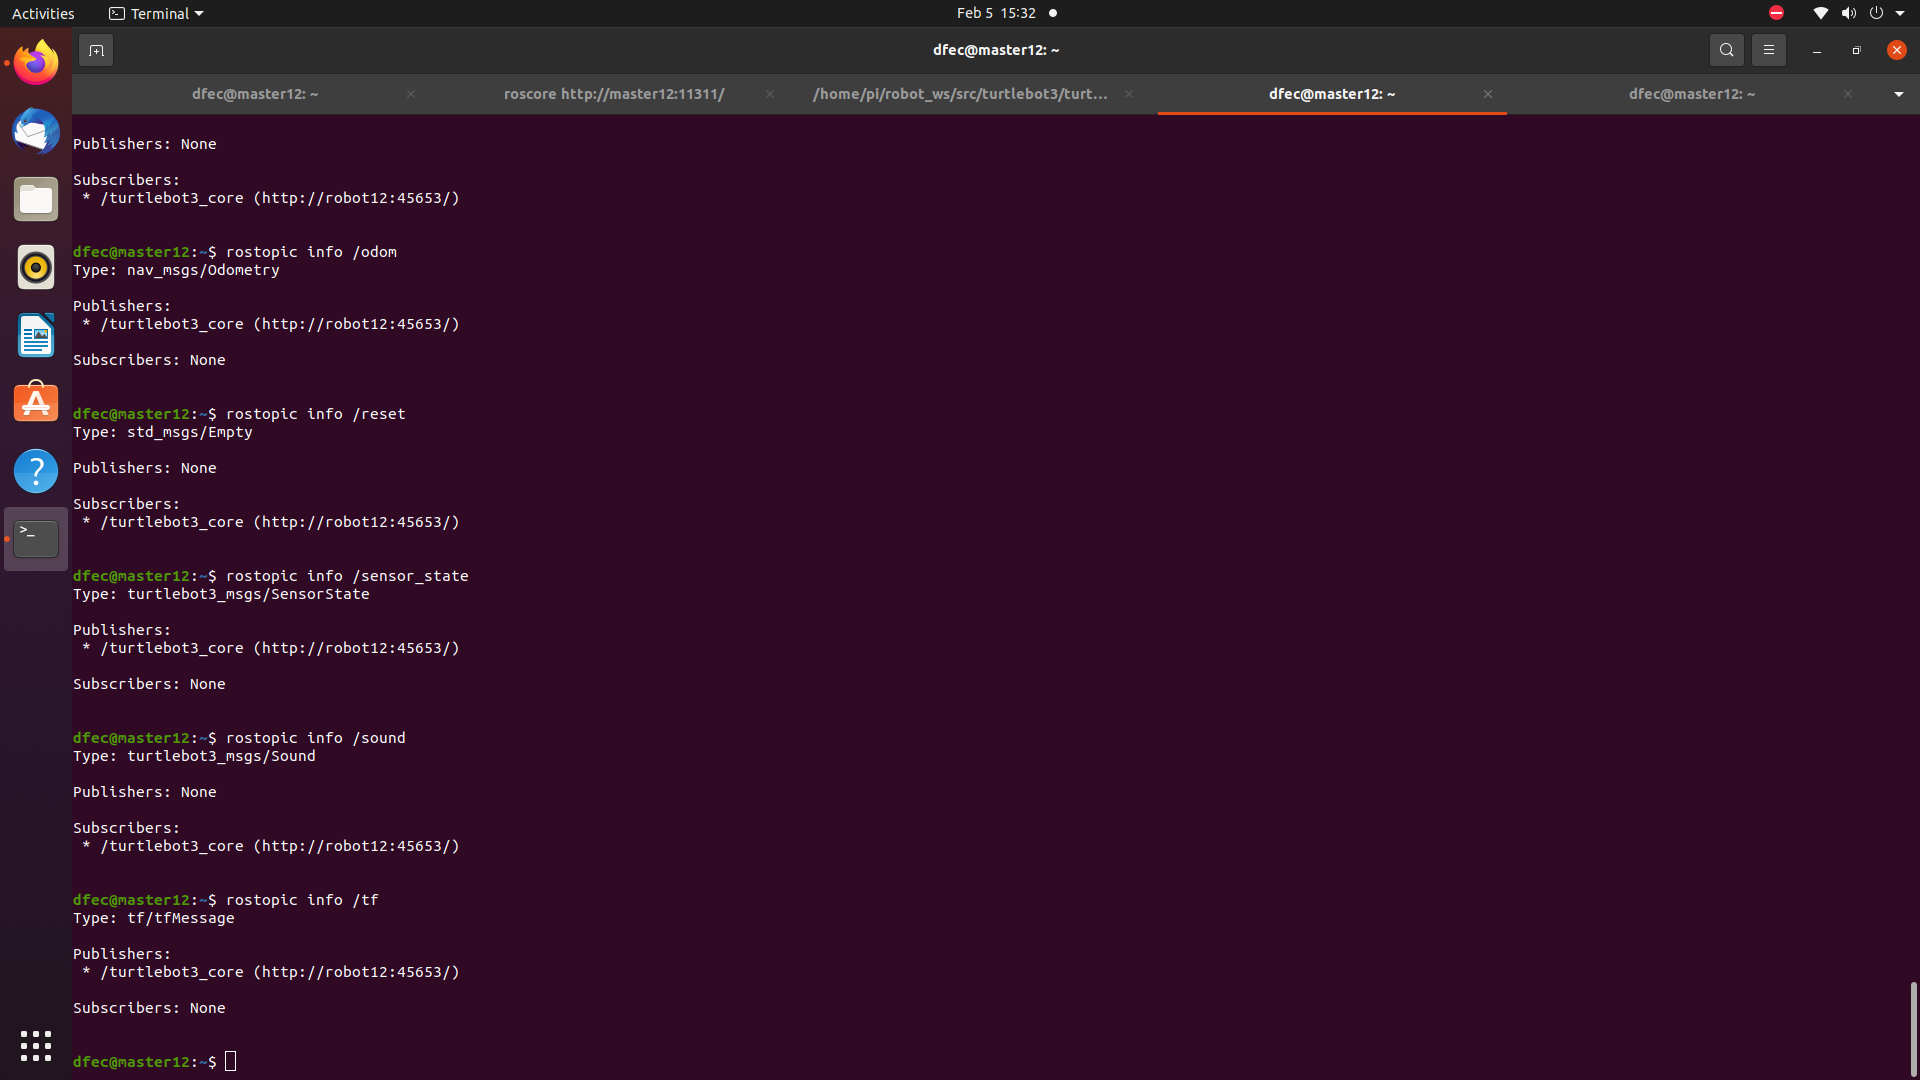 Activities
Terminal
Feb 5 15:32
dfec@master12: ~
dfec@master12: ~
roscore http://master12:11311/
/home/pi/robot_ws/src/turtlebot3/turt...
dfec@master12: ~
dfec@master12: ~
Publishers: None
Subscribers:
* /turtlebot3_core (http://robot12:45653/)
dfec@master12:~$ rostopic info /odom
Type: nav_msgs/Odometry
Publishers:
* /turtlebot3_core (http://robot12:45653/)
Subscribers: None
dfec@master12:~$ rostopic info /reset
Type: std_msgs/Empty
Publishers: None
Subscribers:
* /turtlebot3_core (http://robot12:45653/)
dfec@master12:~$ rostopic info /sensor_state
Type: turtlebot3_msgs/SensorState
Publishers:
* /turtlebot3_core (http://robot12:45653/)
Subscribers: None
dfec@master12:~$ rostopic info /sound
Type: turtlebot3_msgs/Sound
Publishers: None
Subscribers:
* /turtlebot3_core (http://robot12:45653/)
dfec@master12:~$ rostopic info /tf
Type: tf/tfMessage
Publishers:
* /turtlebot3_core (http://robot12:45653/)
Subscribers: None
dfec@master12:~$